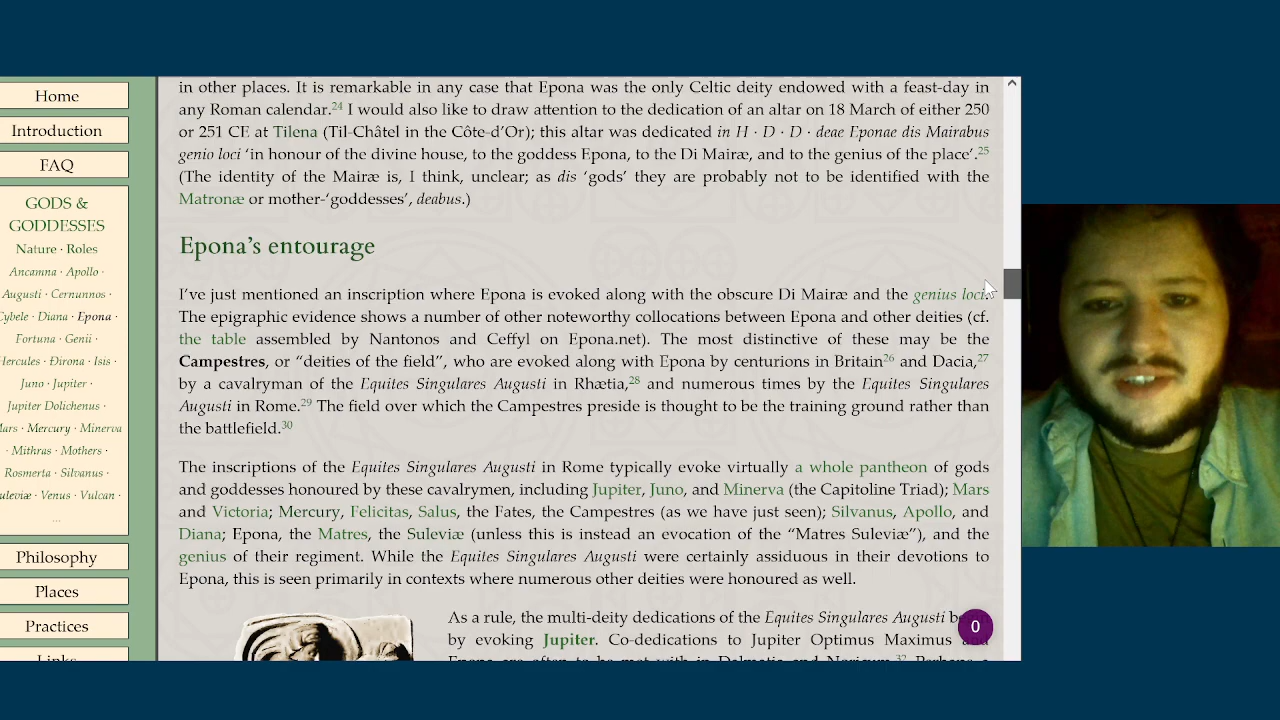 Home
Introduction
FAQ
GODS &
GODDESSES
Nature · Roles
Ancamna · Apollo ·
Augusti · Cernunnos ·
Cybele · Diana · Epona ·
Fortuna · Genii ·
Hercules · Đirona · Isis ·
Juno · Jupiter ·
Jupiter Dolichenus ·
Mars · Mercury · Minerva
· Mithras · Mothers ·
Rosmerta · Silvanus ·
Suleviæ · Venus · Vulcan ·
...
Philosophy
Places
Practices
Links
in other places. It is remarkable in any case that Epona was the only Celtic deity endowed with a feast-day in
any Roman calendar.24 I would also like to draw attention to the dedication of an altar on 18 March of either 250
or 251 CE at Tilena (Til-Châtel in the Côte-d’Or); this altar was dedicated in H · D · D · deae Eponae dis Mairabus
genio loci ‘in honour of the divine house, to the goddess Epona, to the Di Mairæ, and to the genius of the place’.25
(The identity of the Mairæ is, I think, unclear; as dis ‘gods’ they are probably not to be identified with the
Matronæ or mother-‘goddesses’, deabus.)
Epona’s entourage
I’ve just mentioned an inscription where Epona is evoked along with the obscure Di Mairæ and the genius loci.
The epigraphic evidence shows a number of other noteworthy collocations between Epona and other deities (cf.
the table assembled by Nantonos and Ceffyl on Epona.net). The most distinctive of these may be the
Campestres, or “deities of the field”, who are evoked along with Epona by centurions in Britain26 and Dacia,27
by a cavalryman of the Equites Singulares Augusti in Rhætia,28 and numerous times by the Equites Singulares
Augusti in Rome.29 The field over which the Campestres preside is thought to be the training ground rather than
the battlefield.30
The inscriptions of the Equites Singulares Augusti in Rome typically evoke virtually a whole pantheon of gods
and goddesses honoured by these cavalrymen, including Jupiter, Juno, and Minerva (the Capitoline Triad); Mars
and Victoria; Mercury, Felicitas, Salus, the Fates, the Campestres (as we have just seen); Silvanus, Apollo, and
Diana; Epona, the Matres, the Suleviæ (unless this is instead an evocation of the “Matres Suleviæ”), and the
genius of their regiment. While the Equites Singulares Augusti were certainly assiduous in their devotions to
Epona, this is seen primarily in contexts where numerous other deities were honoured as well.
As a rule, the multi-deity dedications of the Equites Singulares Augusti
by evoking Jupiter. Co-dedications to Jupiter Optimus Maximus and
Epona are often to be met with in Dalmatia and Noricum.32 Perhaps a
0